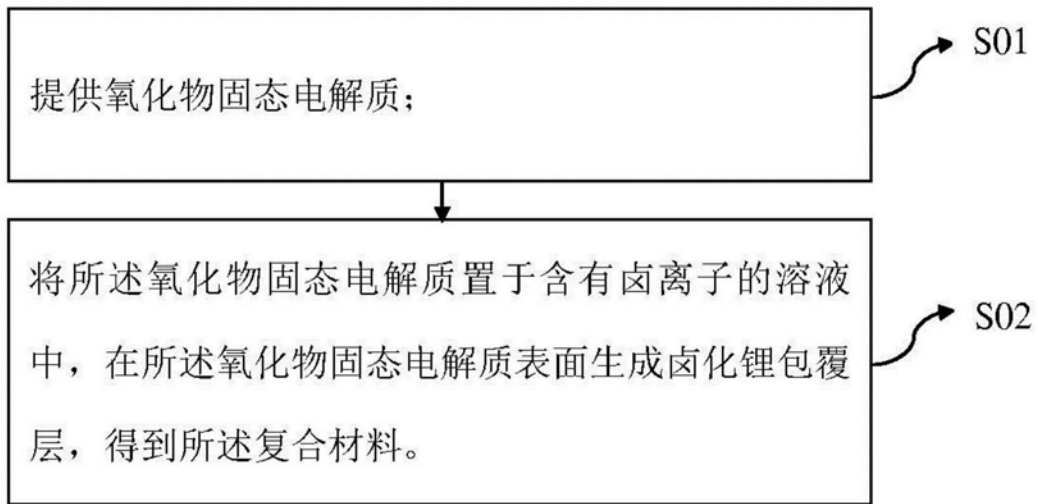 提供氧化物固态电解质；
S01
将所述氧化物固态电解质置于含有卤离子的溶液
中，在所述氧化物固态电解质表面生成卤化锂包覆
层，得到所述复合材料。
S02